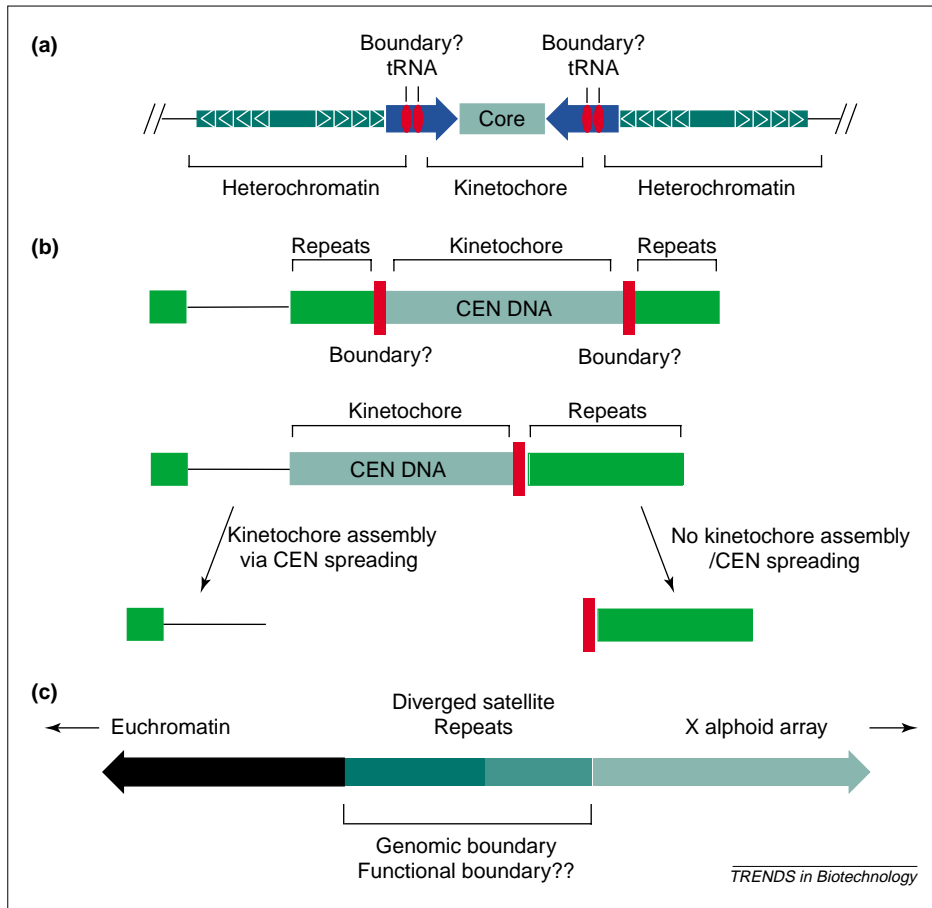 (a)
Boundary? Boundary?
tRNA tRNA
Core
Heterochromatin Kinetochore Heterochromatin
(b)
Repeats Kinetochore Repeats
CEN DNA
Boundary? Boundary?
Kinetochore Repeats
CEN DNA
Kinetochore assembly
via CEN spreading
No kinetochore assembly
/CEN spreading
(c)
Diverged satellite
Euchromatin Repeats X alphoid array
Genomic boundary
Functional boundary??
TRENDS in Biotechnology